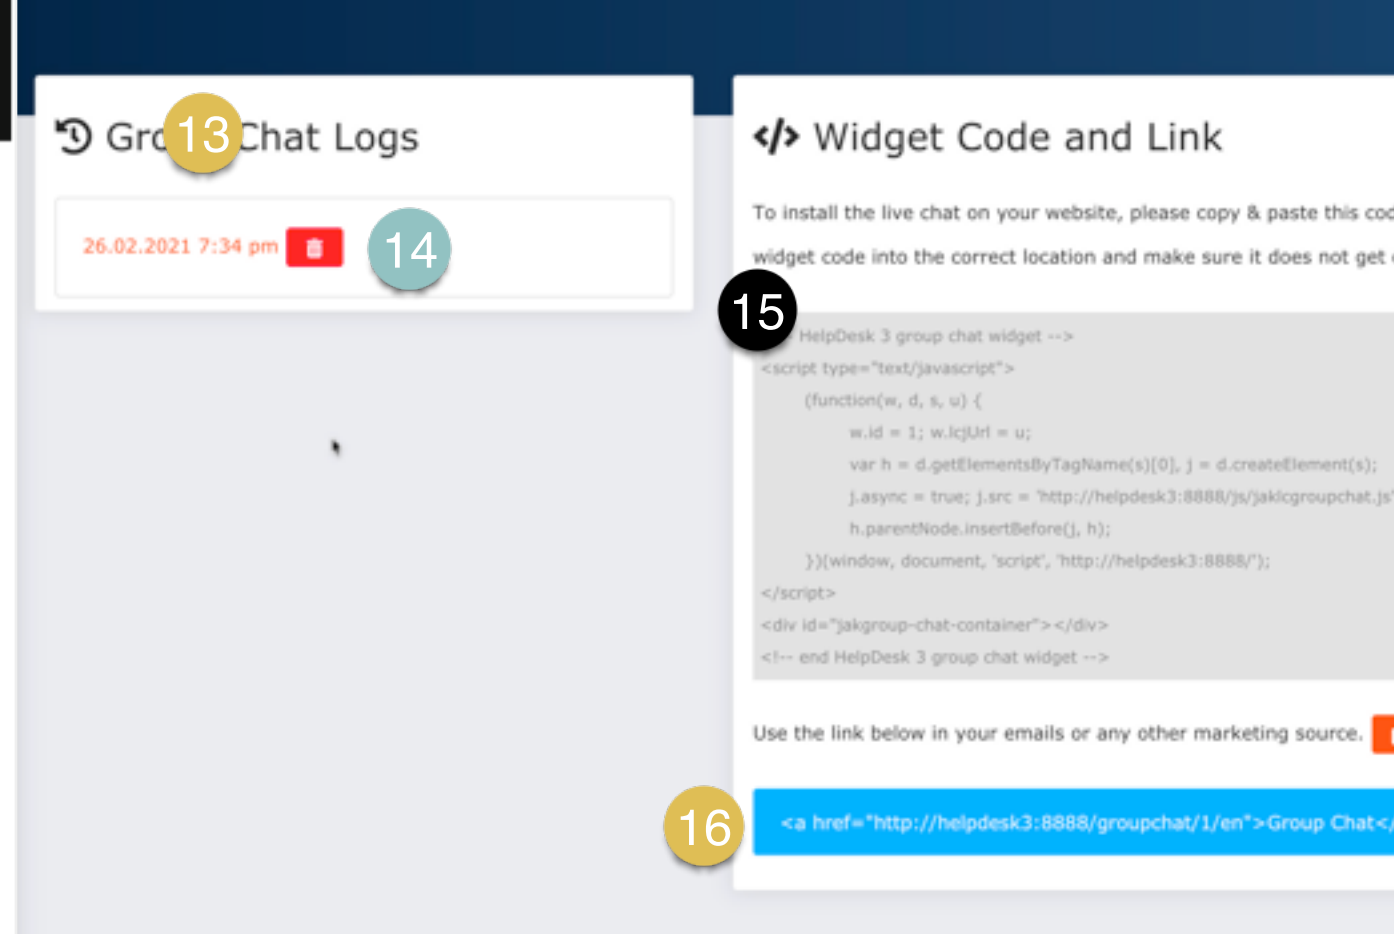 Gro 13 Chat Logs
26.02.2021 7:34 pm
14
</> Widget Code and Link
To install the live chat on your website, please copy & paste this cod
widget code into the correct location and make sure it does not get
15
HelpDesk 3 group chat widget -->
<script type="text/javascript">
(function(w, d, s, u) {
w.id = 1; w.lcjUrl = u;
var h = d.getElementsByTagName(s)[0], j = d.createElement(s);
j.async = true; j.src = 'http://helpdesk3:8888/js/jaklcgroupchat.js'
h.parentNode.insertBefore(j, h);
})(window, document, 'script', 'http://helpdesk3:8888/');
</script>
<div id="jakgroup-chat-container"></div>
<!-- end HelpDesk 3 group chat widget -->
Use the link below in your emails or any other marketing source.
16
<a href="http://helpdesk3:8888/groupchat/1/en">Group Chat</